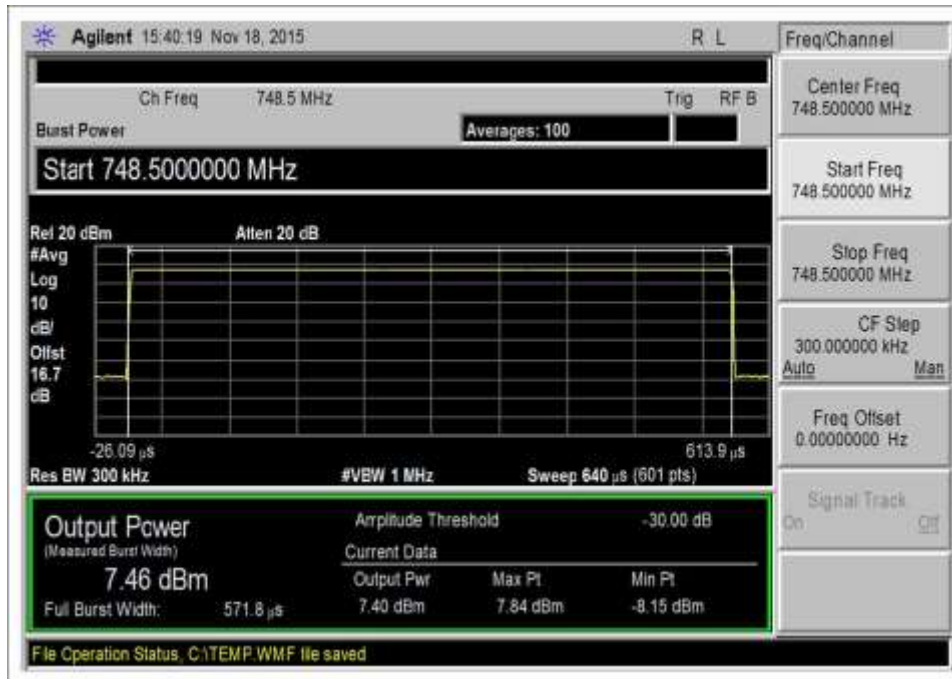 Agilent 15:40:19 Nov 18, 2015 R L
Freq/Channel
Ch Freq 748.5 MHz Trig RF B
Burst Power Averages: 100
Start 748.5000000 MHz
Center Freq
748.500000 MHz
Start Freq
748.500000 MHz
Stop Freq
748.500000 MHz
CF Step
300.000000 kHz
Auto Man
Freq Offset
0.00000000 Hz
Signal Track
On Off
Ref 20 dBm Atten 20 dB
#Avg
Log
10
dB/
Offst
16.7
dB
-26.09 µs 613.9 µs
Res BW 300 kHz #VBW 1 MHz Sweep 640 µs (601 pts)
Output Power
(Measured Burst Width)
7.46 dBm
Full Burst Width: 571.8 µs
Amplitude Threshold -30.00 dB
Current Data
Output Pwr Max Pt Min Pt
7.40 dBm 7.84 dBm -8.15 dBm
File Operation Status, C:\TEMP.WMF file saved